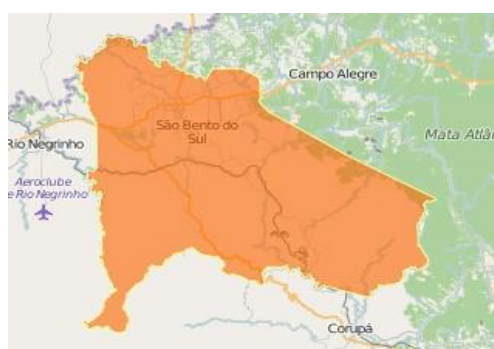 Campo Alegre
São Bento do
Sul
Mata Atlân
Rio Negrinho
Aeroclube
e Rio Negrinho
Corupá